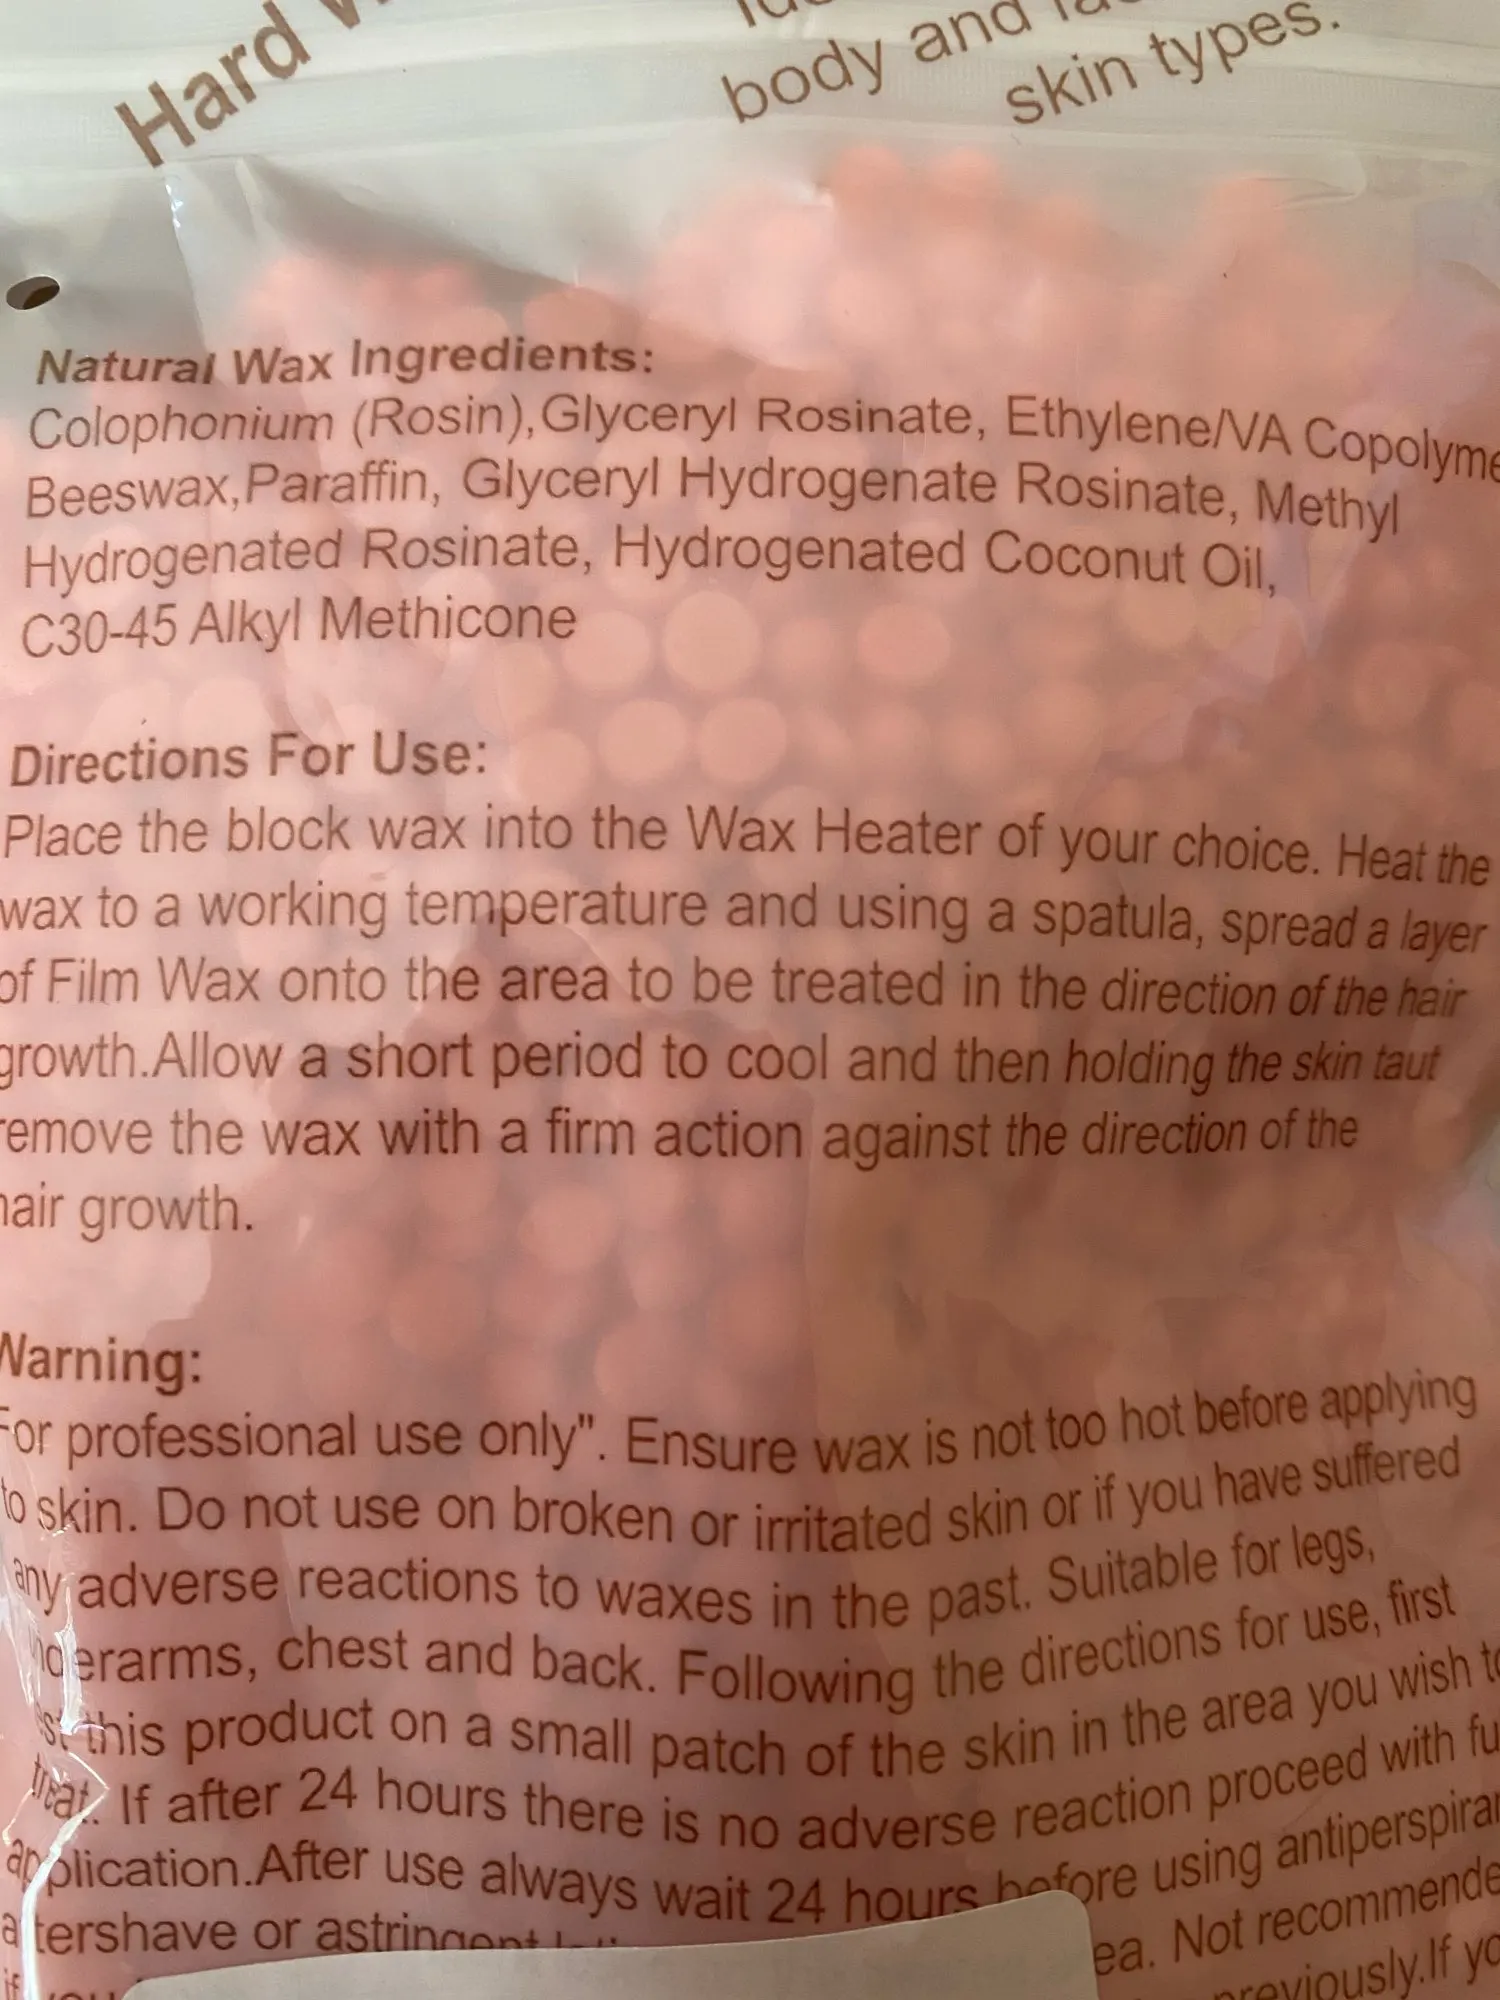 Hard
body and
skin types.
Natural Wax Ingredients:
Colophonium (Rosin),Glyceryl Rosinate, Ethylene/VA Copolyme
Beeswax,Paraffin, Glyceryl Hydrogenate Rosinate, Methyl
Hydrogenated Rosinate, Hydrogenated Coconut Oil,
C30-45 Alkyl Methicone
Directions For Use:
Place the block wax into the Wax Heater of your choice. Heat the
wax to a working temperature and using a spatula, spread a layer
of Film Wax onto the area to be treated in the direction of the hair
growth.Allow a short period to cool and then holding the skin taut
remove the wax with a firm action against the direction of the
hair growth.
Warning:
For professional use only". Ensure wax is not too hot before applying
to skin. Do not use on broken or irritated skin or if you have suffered
any adverse reactions to waxes in the past. Suitable for legs,
underarms, chest and back. Following the directions for use, first
est this product on a small patch of the skin in the area you wish to
treat. If after 24 hours there is no adverse reaction proceed with fu
application.After use always wait 24 hours before using antiperspiran
aftershave or astringent ea. Not recommende
if you previously.If yo